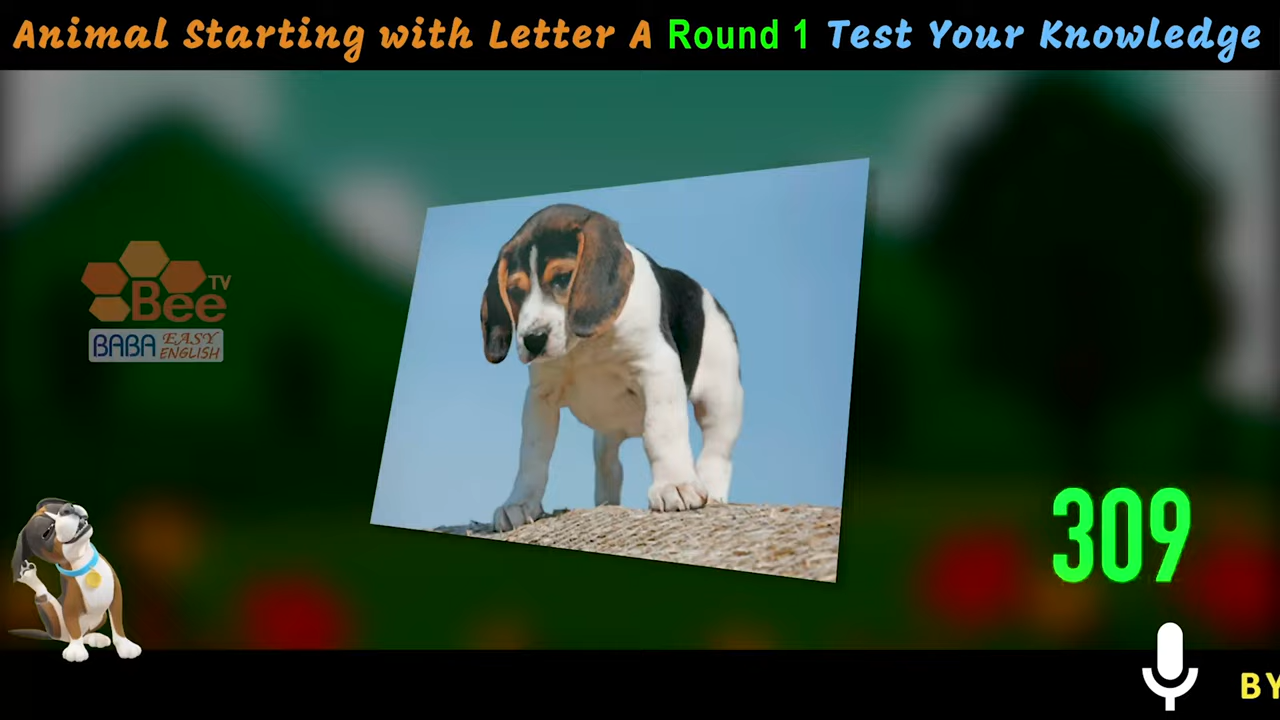 Animal Starting with Letter A Round 1 Test Your Knowledge
Bee TV
BABA EASY ENGLISH
309
BY